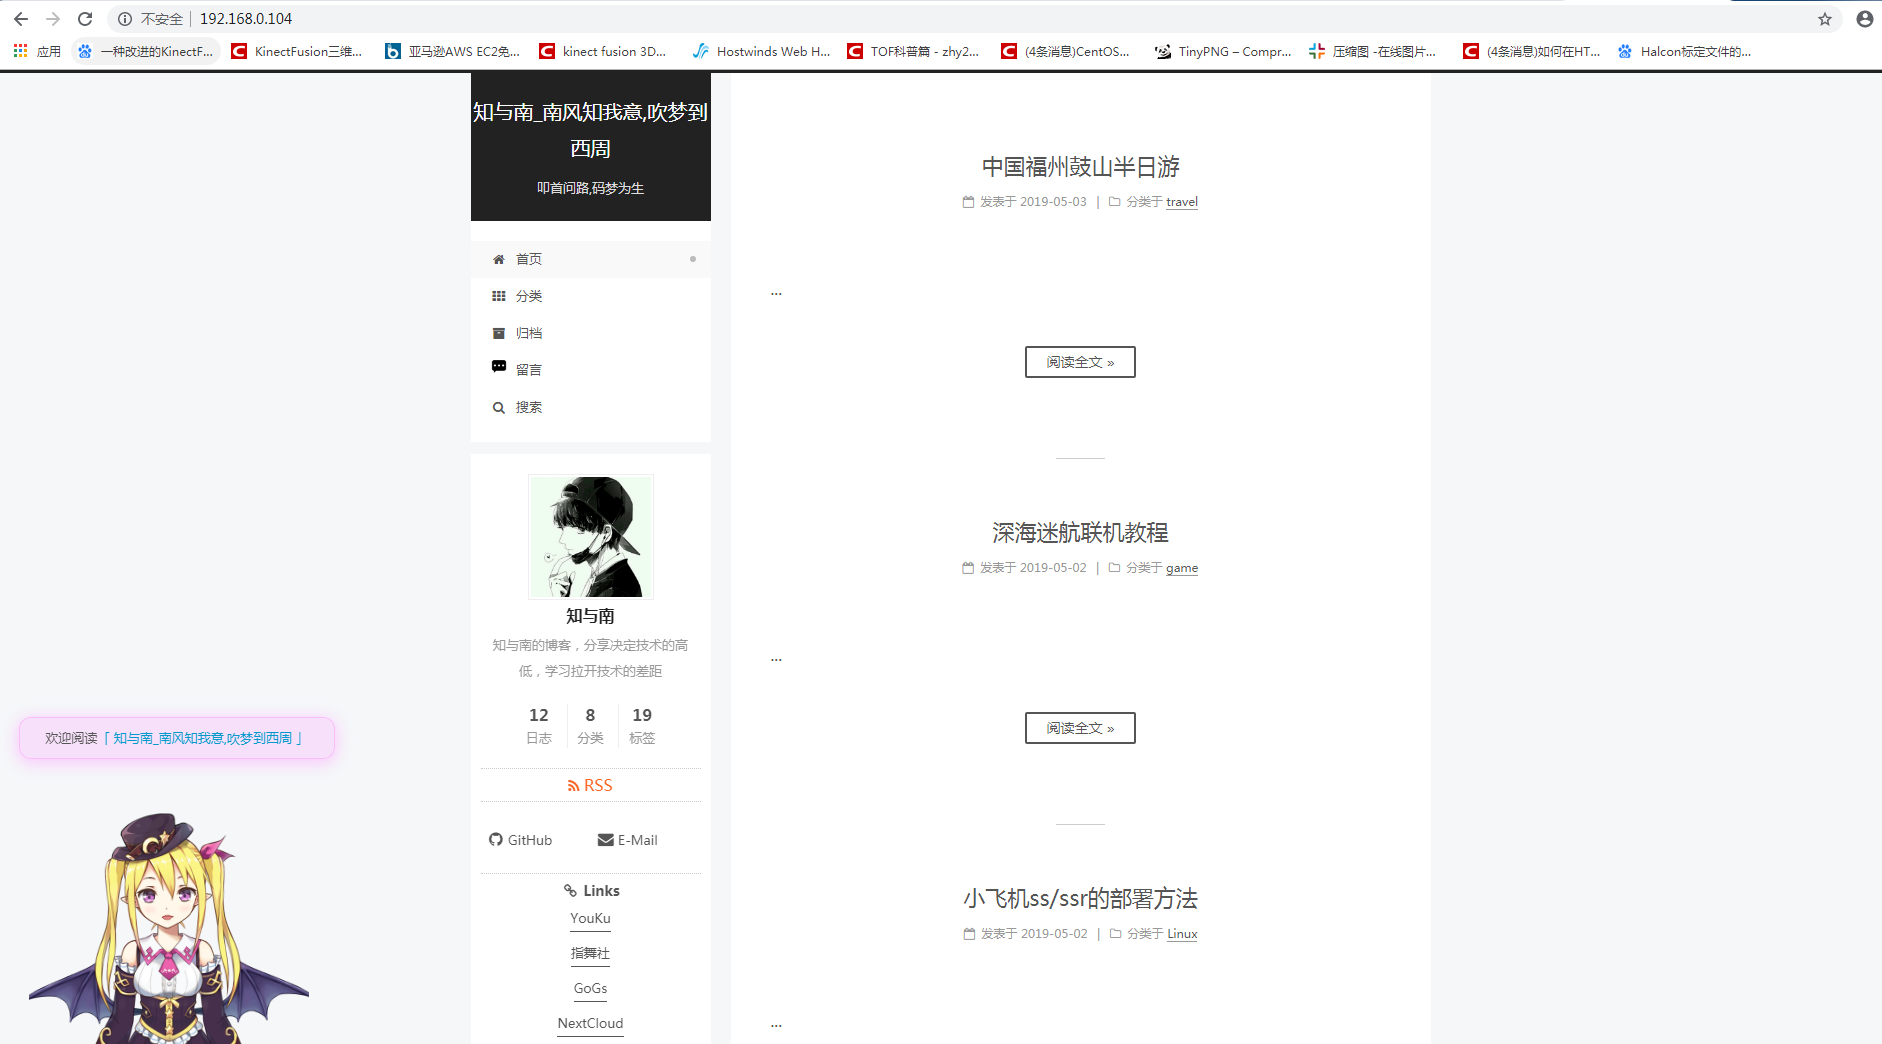 不安全 | 192.168.0.104
应用 一种改进的KinectF... KinectFusion三维... 亚马逊AWS EC2免... kinect fusion 3D... Hostwinds Web H... TOF科普篇 - zhy2... (4条消息)CentOS... TinyPNG – Compr... 压缩图 -在线图片... (4条消息)如何在HT... Halcon标定文件的...
知与南_南风知我意,吹梦到
西周
叩首问路,码梦为生
首页
分类
归档
留言
搜索
知与南
知与南的博客，分享决定技术的高
低，学习拉开技术的差距
12 8 19
日志 分类 标签
RSS
GitHub E-Mail
Links
YouKu
指舞社
GoGs
NextCloud
中国福州鼓山半日游
发表于 2019-05-03 | 分类于 travel
...
阅读全文 »
深海迷航联机教程
发表于 2019-05-02 | 分类于 game
...
阅读全文 »
小飞机ss/ssr的部署方法
发表于 2019-05-02 | 分类于 Linux
...
欢迎阅读「 知与南_南风知我意,吹梦到西周 」